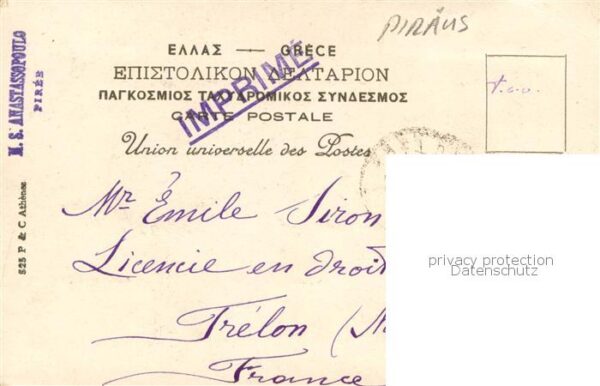 PIRÄUS
ΕΛΛΑΣ — GRÈCE
ΕΠΙΣΤΟΛΙΚΟΝ ΔΕΛΤΑΡΙΟΝ
ΠΑΓΚΟΣΜΙΟΣ ΤΑΧΥΔΡΟΜΙΚΟΣ ΣΥΝΔΕΣΜΟΣ
CARTE POSTALE
Union universelle des Postes
IMPRIMÉ
M. S. ANASTASSOPOULO
PIRÉE
525 P & C Athènes
Mr Émile Siron
Licencie en droit
Trélon (N
France
privacy protection
Datenschutz